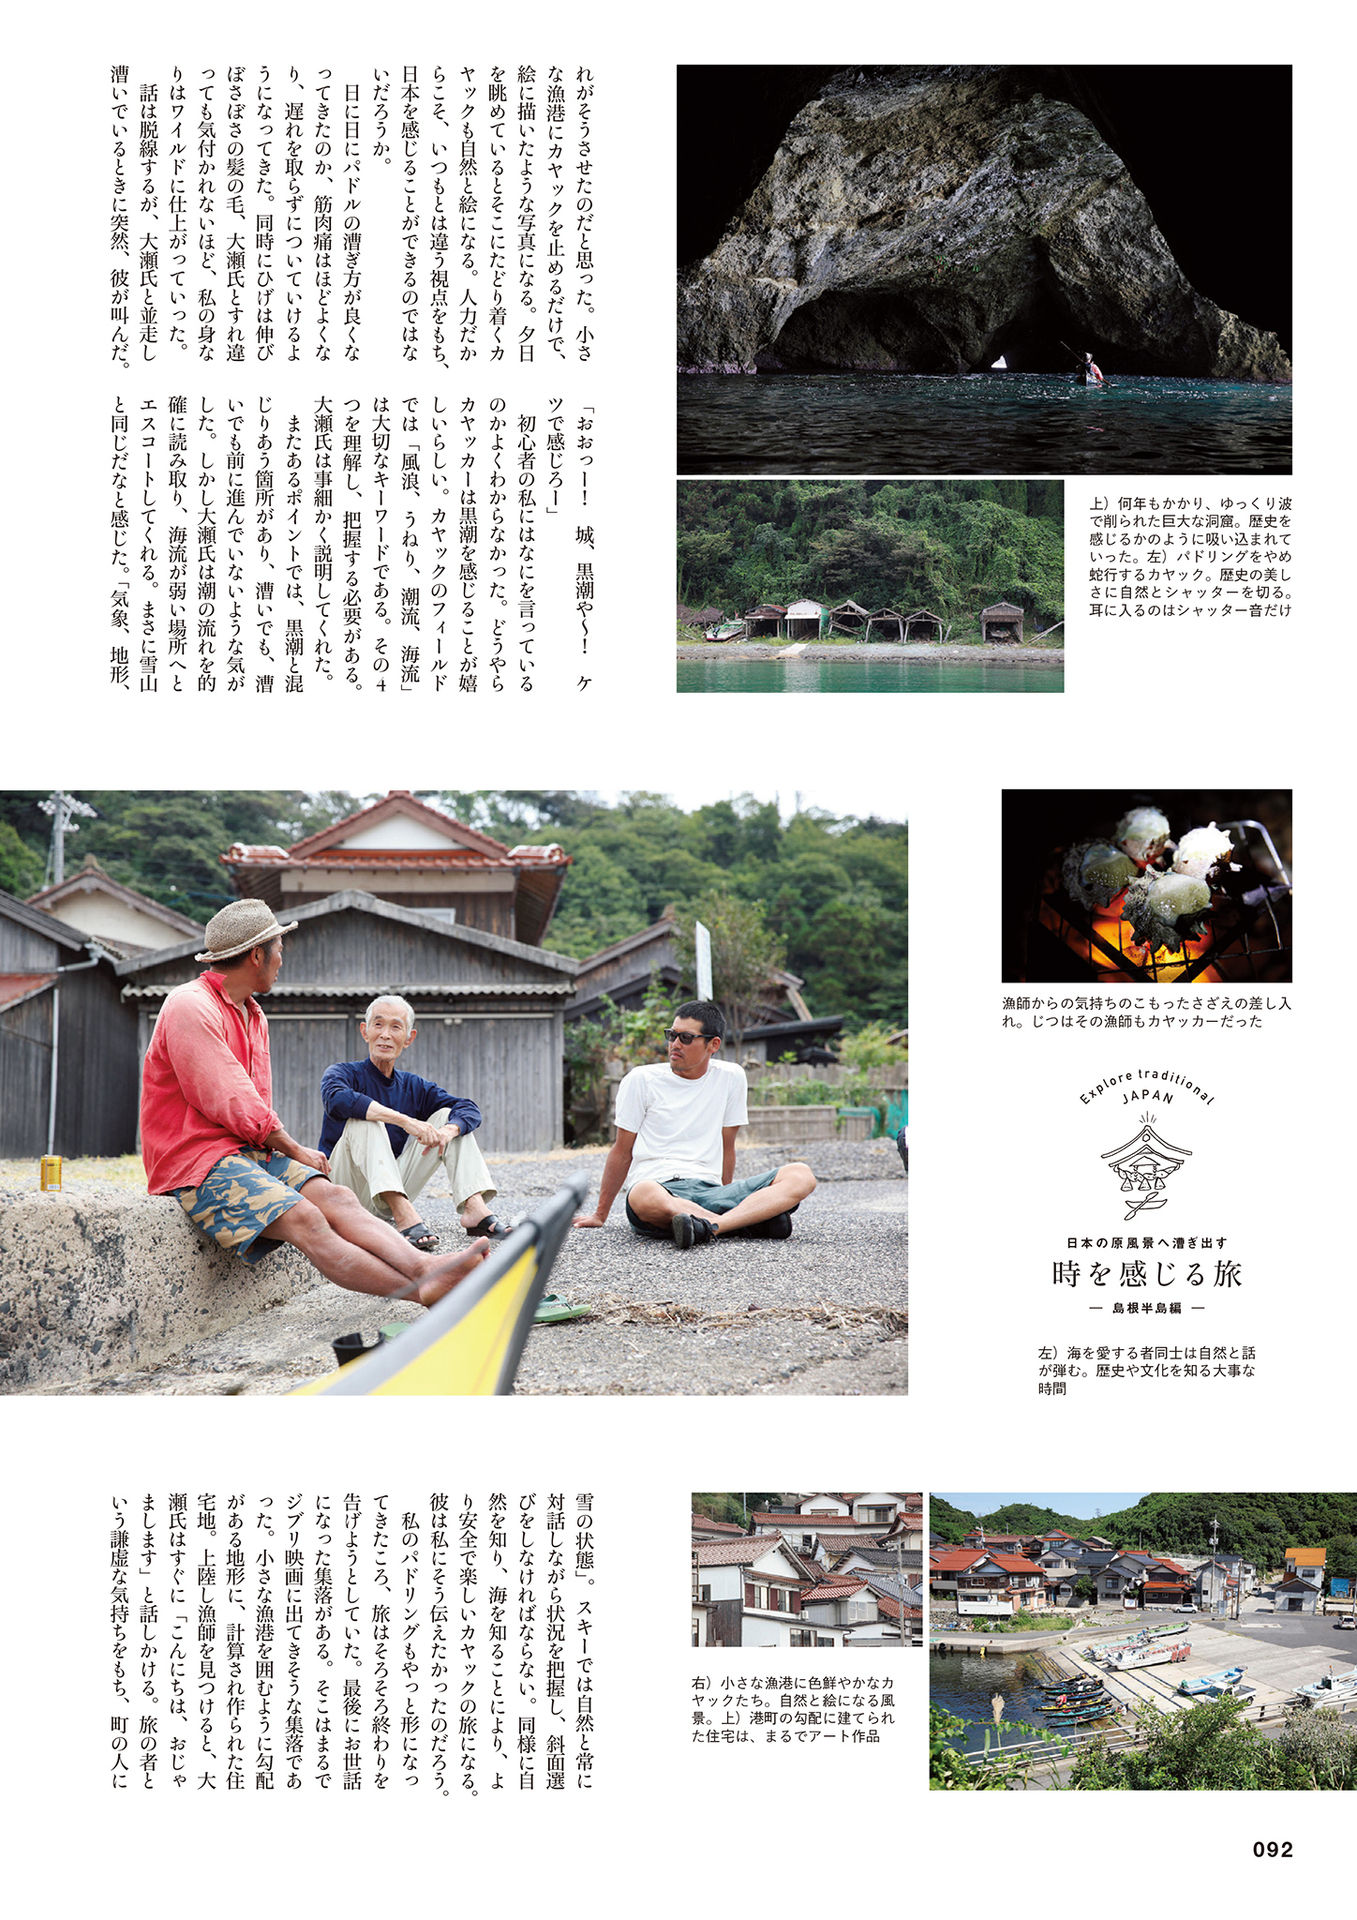 れがそうさせたのだと思った。小さ
な漁港にカヤックを止めるだけで、
絵に描いたような写真になる。夕日
を眺めているとそこにたどり着くカ
ヤックも自然と絵になる。人力だか
らこそ、いつもとは違う視点をもち、
日本を感じることができるのではな
いだろうか。
日に日にパドルの漕ぎ方が良くな
ってきたのか、筋肉痛はほどよくな
り、遅れを取らずについていけるよ
うになってきた。同時にひげは伸び
ぼさぼさの髪の毛、大瀬氏とすれ違
っても気付かれないほど、私の身な
りはワイルドに仕上がっていった。
話は脱線するが、大瀬氏と並走し
漕いでいるときに突然、彼が叫んだ。
「おおっー！　城、黒潮や〜！　ケ
ツで感じろー」
初心者の私にはなにを言っている
のかよくわからなかった。どうやら
カヤッカーは黒潮を感じることが嬉
しいらしい。カヤックのフィールド
では「風浪、うねり、潮流、海流」
は大切なキーワードである。その4
つを理解し、把握する必要がある。
大瀬氏は事細かく説明してくれた。
またあるポイントでは、黒潮と混
じりあう箇所があり、漕いでも、漕
いでも前に進んでいないような気が
した。しかし大瀬氏は潮の流れを的
確に読み取り、海流が弱い場所へと
エスコートしてくれる。まさに雪山
と同じだなと感じた。「気象、地形、
上）何年もかかり、ゆっくり波
で削られた巨大な洞窟。歴史を
感じるかのように吸い込まれて
いった。左）パドリングをやめ
蛇行するカヤック。歴史の美し
さに自然とシャッターを切る。
耳に入るのはシャッター音だけ
漁師からの気持ちのこもったさざえの差し入
れ。じつはその漁師もカヤッカーだった
Explore traditional
JAPAN
日本の原風景へ漕ぎ出す
時を感じる旅
― 島根半島編 ―
左）海を愛する者同士は自然と話
が弾む。歴史や文化を知る大事な
時間
雪の状態」。スキーでは自然と常に
対話しながら状況を把握し、斜面選
びをしなければならない。同様に自
然を知り、海を知ることにより、よ
り安全で楽しいカヤックの旅になる。
彼は私にそう伝えたかったのだろう。
私のパドリングもやっと形になっ
てきたころ、旅はそろそろ終わりを
告げようとしていた。最後にお世話
になった集落がある。そこはまるで
ジブリ映画に出てきそうな集落であ
った。小さな漁港を囲むように勾配
がある地形に、計算され作られた住
宅地。上陸し漁師を見つけると、大
瀬氏はすぐに「こんにちは、おじゃ
まします」と話しかける。旅の者と
いう謙虚な気持ちをもち、町の人に
右）小さな漁港に色鮮やかなカ
ヤックたち。自然と絵になる風
景。上）港町の勾配に建てられ
た住宅は、まるでアート作品
092